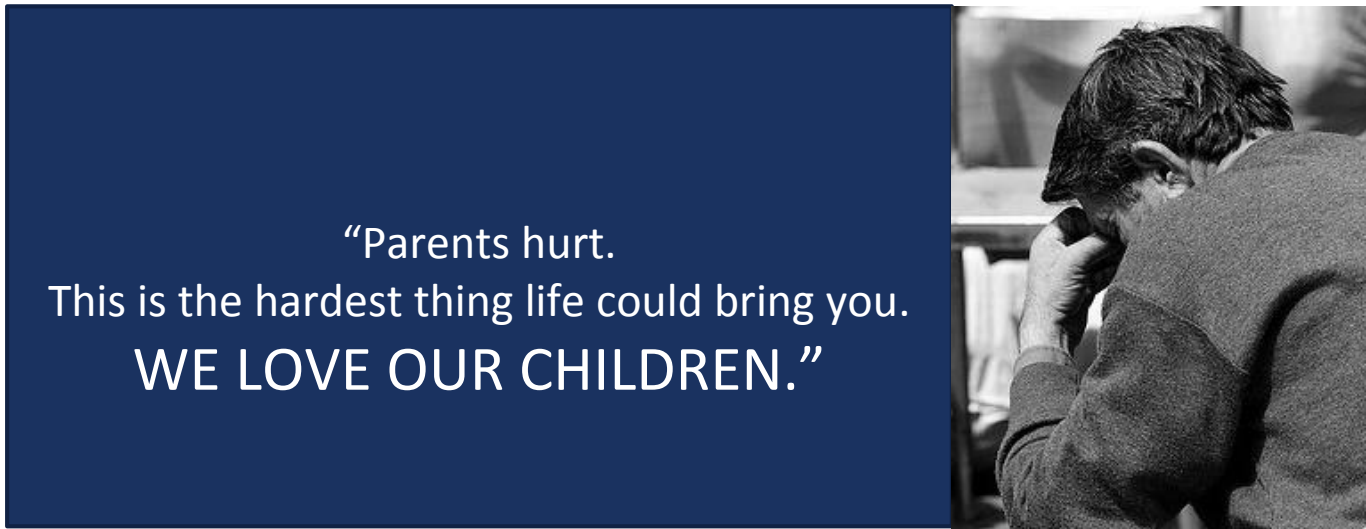 “Parents hurt.
This is the hardest thing life could bring you.
WE LOVE OUR CHILDREN.”